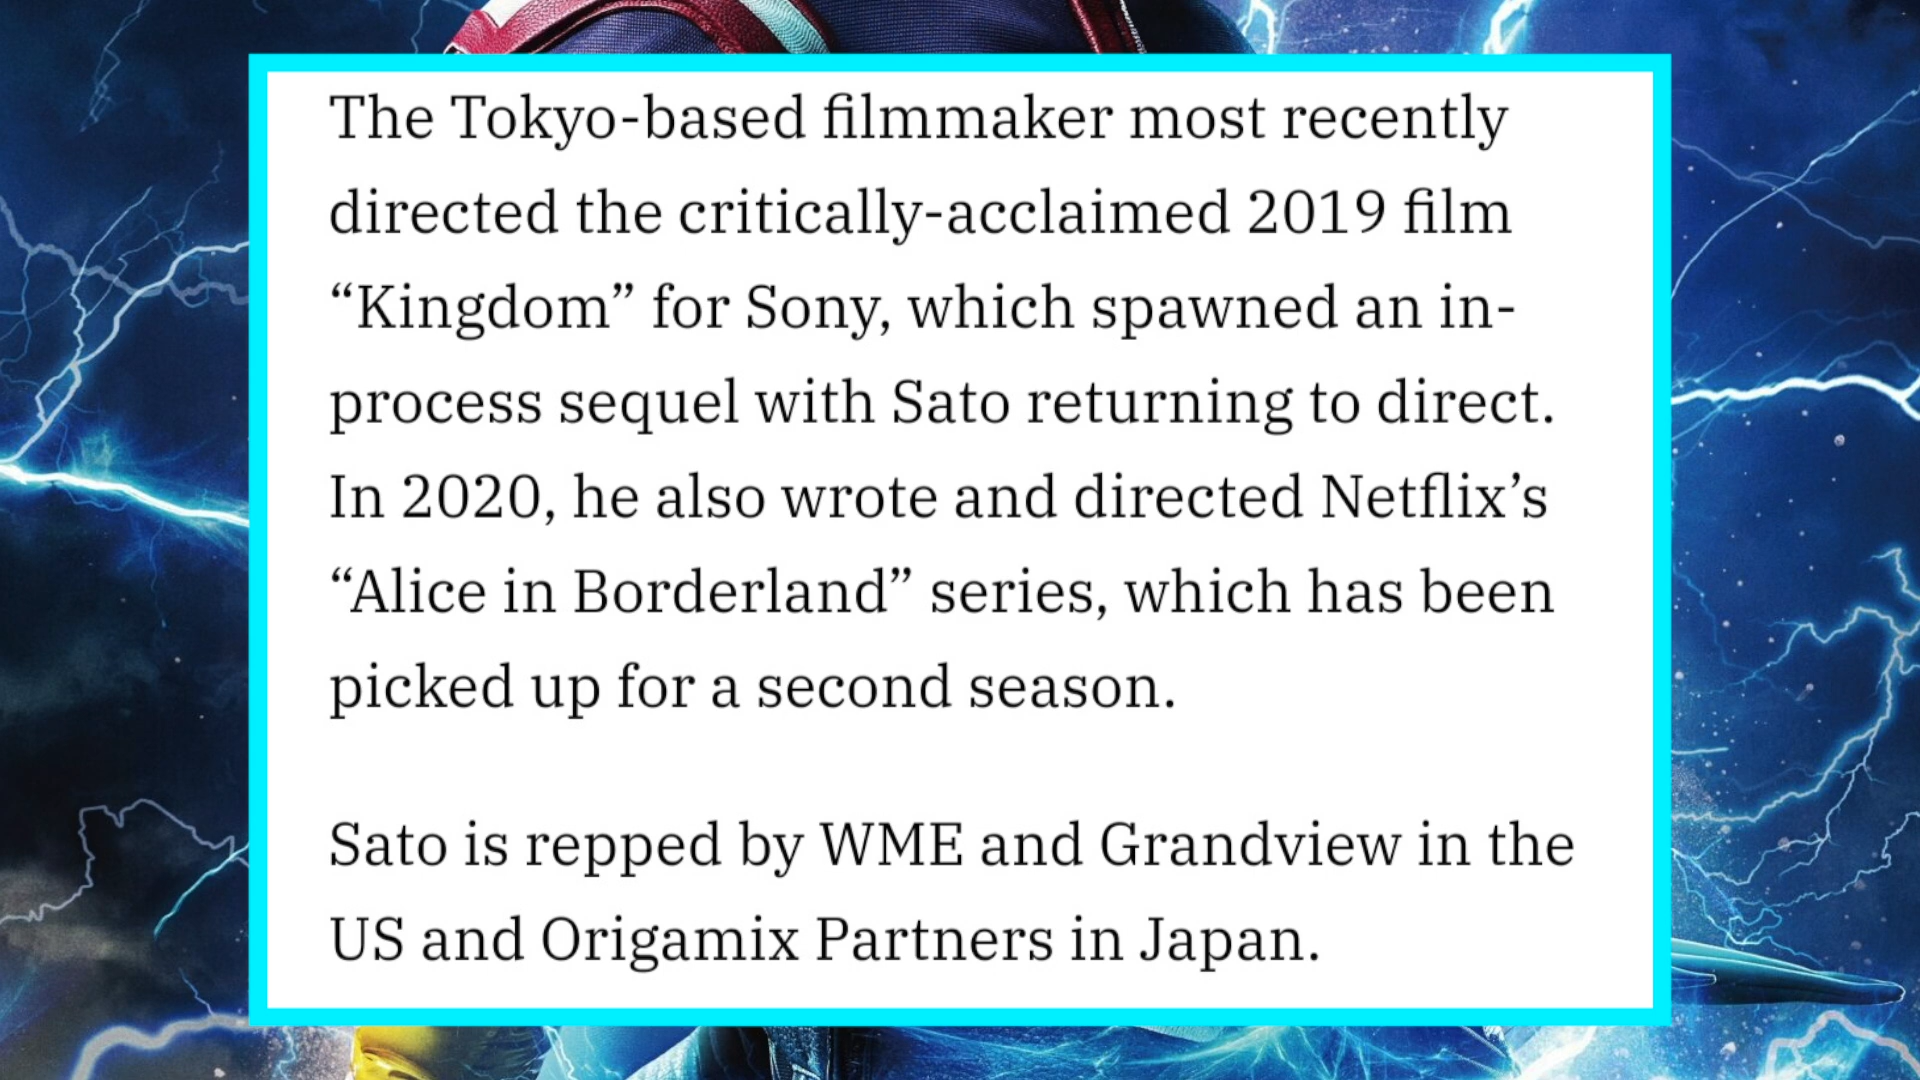 The Tokyo-based filmmaker most recently
directed the critically-acclaimed 2019 film
“Kingdom” for Sony, which spawned an in-
process sequel with Sato returning to direct.
In 2020, he also wrote and directed Netflix’s
“Alice in Borderland” series, which has been
picked up for a second season.
Sato is repped by WME and Grandview in the
US and Origamix Partners in Japan.